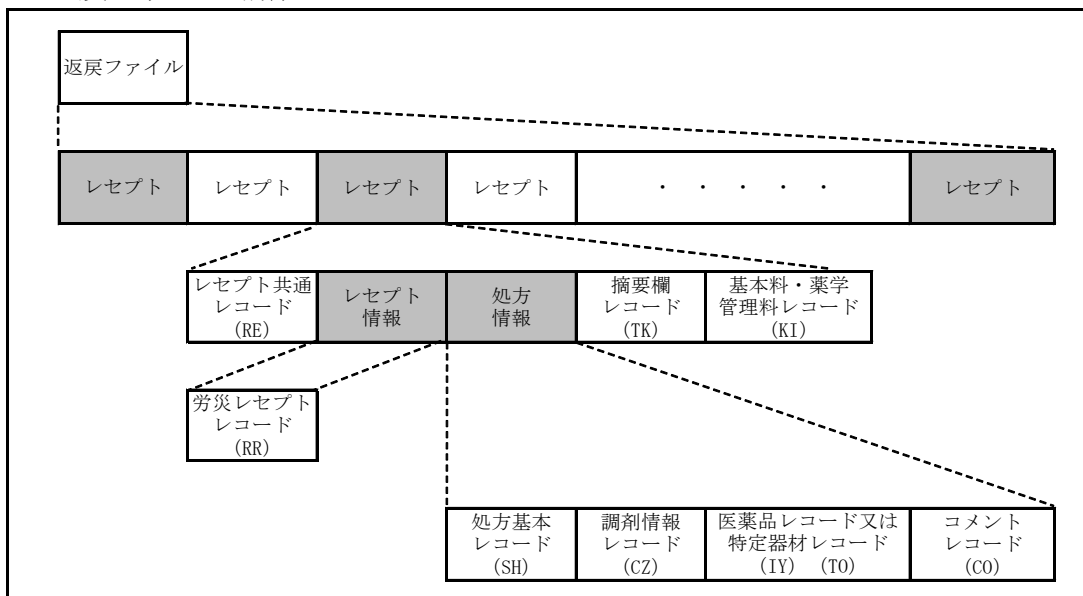 返戻ファイル
レセプト
レセプト
レセプト
レセプト
・ ・ ・ ・ ・
レセプト
レセプト共通
レコード
(RE)
レセプト
情報
処方
情報
摘要欄
レコード
(TK)
基本料・薬学
管理料レコード
(KI)
労災レセプト
レコード
(RR)
処方基本
レコード
(SH)
調剤情報
レコード
(CZ)
医薬品レコード又は
特定器材レコード
(IY) (TO)
コメント
レコード
(CO)